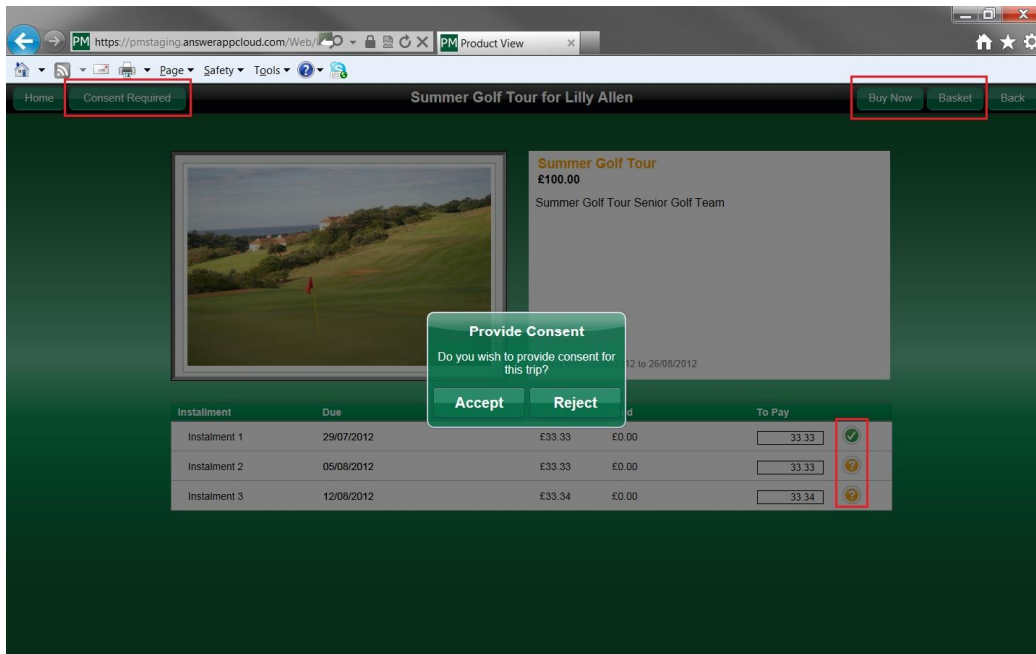 PM https://pmstaging.answerappcloud.com/Web/ PM Product View
Page Safety Tools
Home Consent Required Summer Golf Tour for Lilly Allen Buy Now Basket Back
Summer Golf Tour
£100.00
Summer Golf Tour Senior Golf Team
Provide Consent
Do you wish to provide consent for
this trip?
12 to 26/08/2012
Accept Reject
Installment Due To Pay
Instalment 1 29/07/2012 £33.33 £0.00 33.33
Instalment 2 05/08/2012 £33.33 £0.00 33.33
Instalment 3 12/08/2012 £33.34 £0.00 33.34